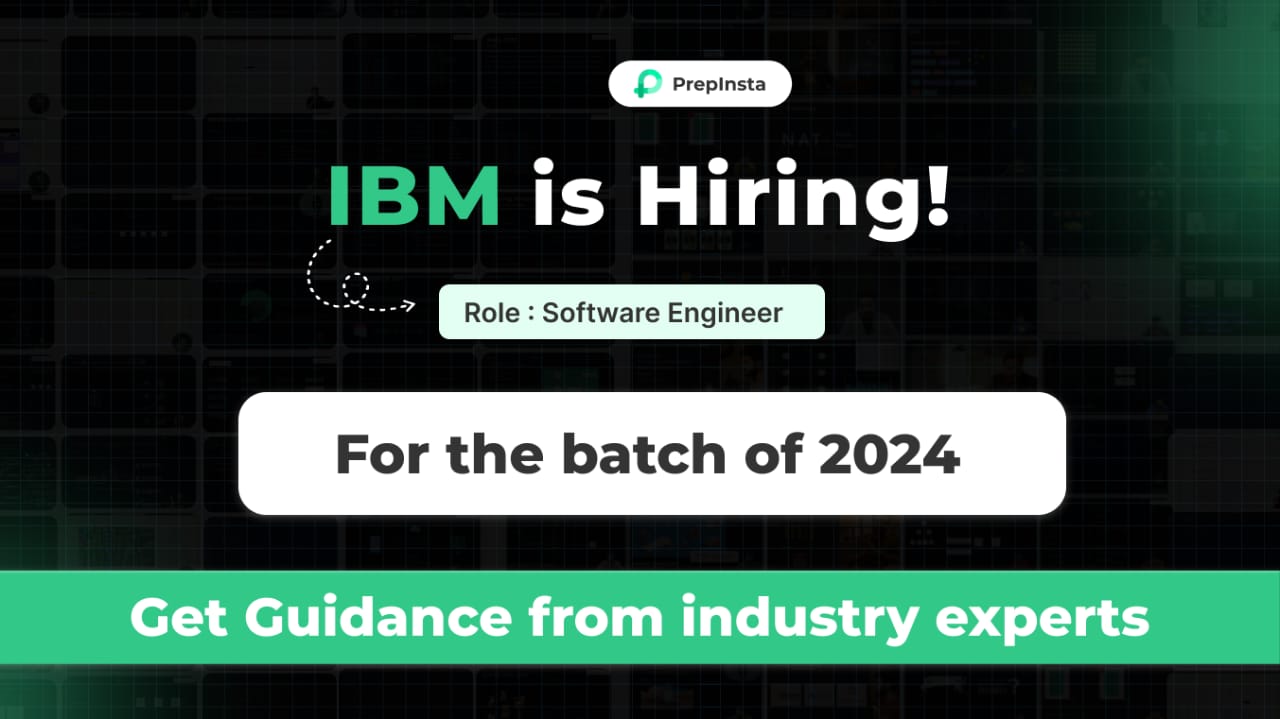 PrepInsta
IBM is Hiring!
Role : Software Engineer
For the batch of 2024
Get Guidance from industry experts